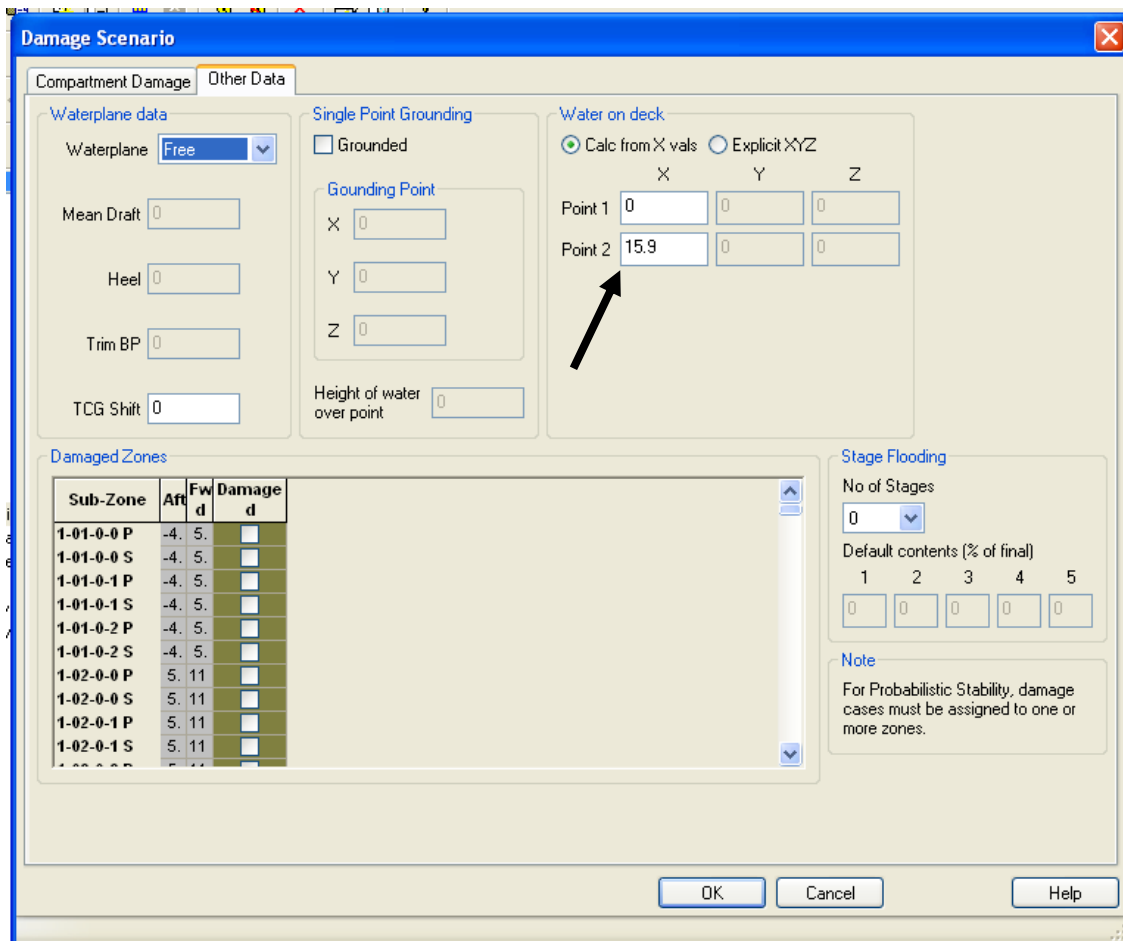 Damage Scenario
Compartment Damage Other Data
Waterplane data
Waterplane Free
Mean Draft 0
Heel 0
Trim BP 0
TCG Shift 0
Single Point Grounding
Grounded
Gounding Point
X 0
Y 0
Z 0
Height of water
over point
0
Water on deck
Calc from X vals Explicit XYZ
X Y Z
Point 1 0 0 0
Point 2 15.9 0 0
Damaged Zones
Sub-Zone Aft Fw
d Damage
d
1-01-0-0 P -4. 5.
1-01-0-0 S -4. 5.
1-01-0-1 P -4. 5.
1-01-0-1 S -4. 5.
1-01-0-2 P -4. 5.
1-01-0-2 S -4. 5.
1-02-0-0 P 5. 11
1-02-0-0 S 5. 11
1-02-0-1 P 5. 11
1-02-0-1 S 5. 11
Stage Flooding
No of Stages
0
Default contents (% of final)
1 2 3 4 5
0 0 0 0 0
Note
For Probabilistic Stability, damage
cases must be assigned to one or
more zones.
OK Cancel Help